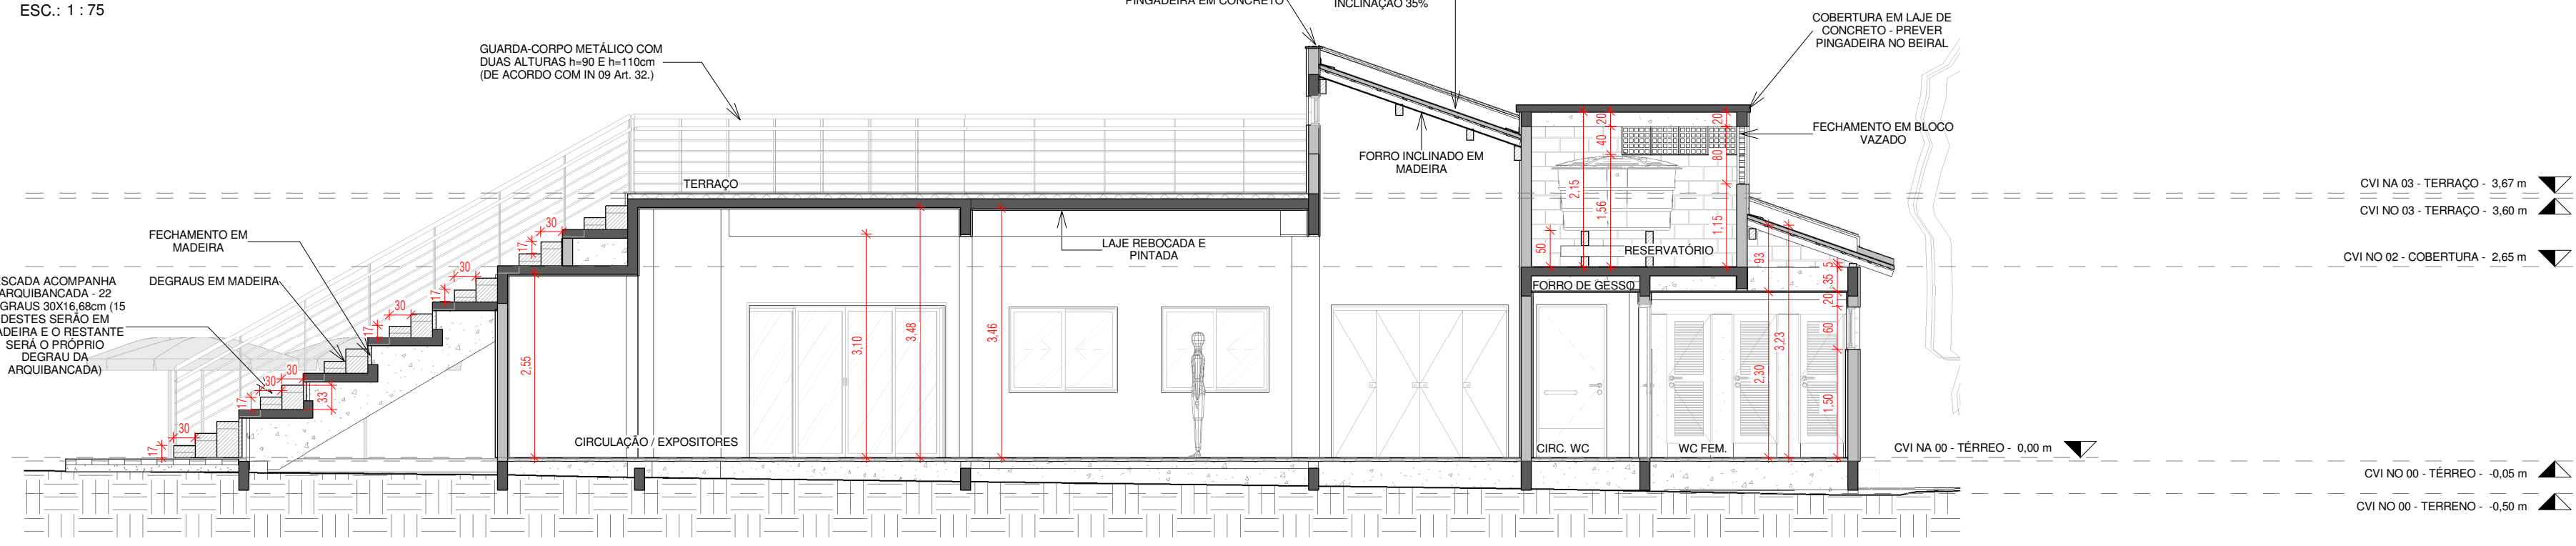 ESC.: 1 : 75
PINGADEIRA EM CONCRETO
INCLINAÇÃO 35%
COBERTURA EM LAJE DE
CONCRETO - PREVER
PINGADEIRA NO BEIRAL
GUARDA-CORPO METÁLICO COM
DUAS ALTURAS h=90 E h=110cm
(DE ACORDO COM IN 09 Art. 32.)
FECHAMENTO EM BLOCO
VAZADO
FORRO INCLINADO EM
MADEIRA
TERRAÇO
LAJE REBOCADA E
PINTADA
FECHAMENTO EM
MADEIRA
DEGRAUS EM MADEIRA
ESCADA ACOMPANHA
ARQUIBANCADA - 22
DEGRAUS 30X16,68cm (15
DESTES SERÃO EM
MADEIRA E O RESTANTE
SERÁ O PRÓPRIO
DEGRAU DA
ARQUIBANCADA)
17
30
17
30
33
30
17
30
17
30
17
30
17
30
2,55
3,10
3,48
3,46
CIRCULAÇÃO / EXPOSITORES
20
40
1,56
2,15
50
20
80
1,15
RESERVATÓRIO
FORRO DE GESSO
93
2,30
3,23
5
35
20
60
1,50
CIRC. WC
WC FEM.
CVI NA 03 - TERRAÇO - 3,67 m
CVI NO 03 - TERRAÇO - 3,60 m
CVI NO 02 - COBERTURA - 2,65 m
CVI NA 00 - TÉRREO - 0,00 m
CVI NO 00 - TÉRREO - -0,05 m
CVI NO 00 - TERRENO - -0,50 m